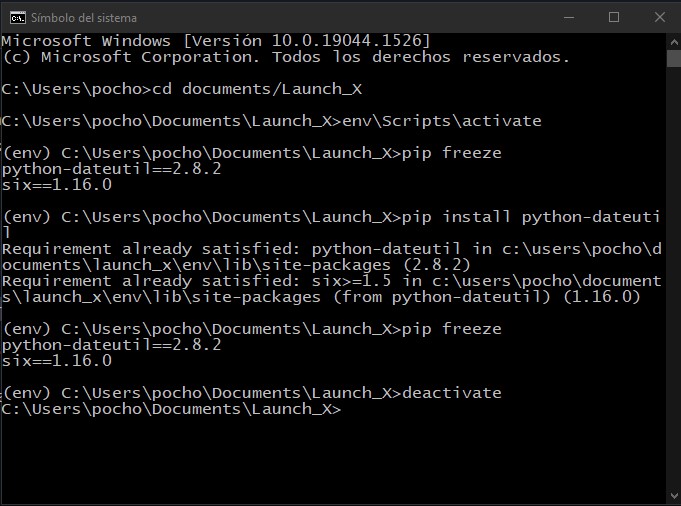 Símbolo del sistema
Microsoft Windows [Versión 10.0.19044.1526]
(c) Microsoft Corporation. Todos los derechos reservados.
C:\Users\pocho>cd documents/Launch_X
C:\Users\pocho\Documents\Launch_X>env\Scripts\activate
(env) C:\Users\pocho\Documents\Launch_X>pip freeze
python-dateutil==2.8.2
six==1.16.0
(env) C:\Users\pocho\Documents\Launch_X>pip install python-dateuti
l
Requirement already satisfied: python-dateutil in c:\users\pocho\d
ocuments\launch_x\env\lib\site-packages (2.8.2)
Requirement already satisfied: six>=1.5 in c:\users\pocho\document
s\launch_x\env\lib\site-packages (from python-dateutil) (1.16.0)
(env) C:\Users\pocho\Documents\Launch_X>pip freeze
python-dateutil==2.8.2
six==1.16.0
(env) C:\Users\pocho\Documents\Launch_X>deactivate
C:\Users\pocho\Documents\Launch_X>